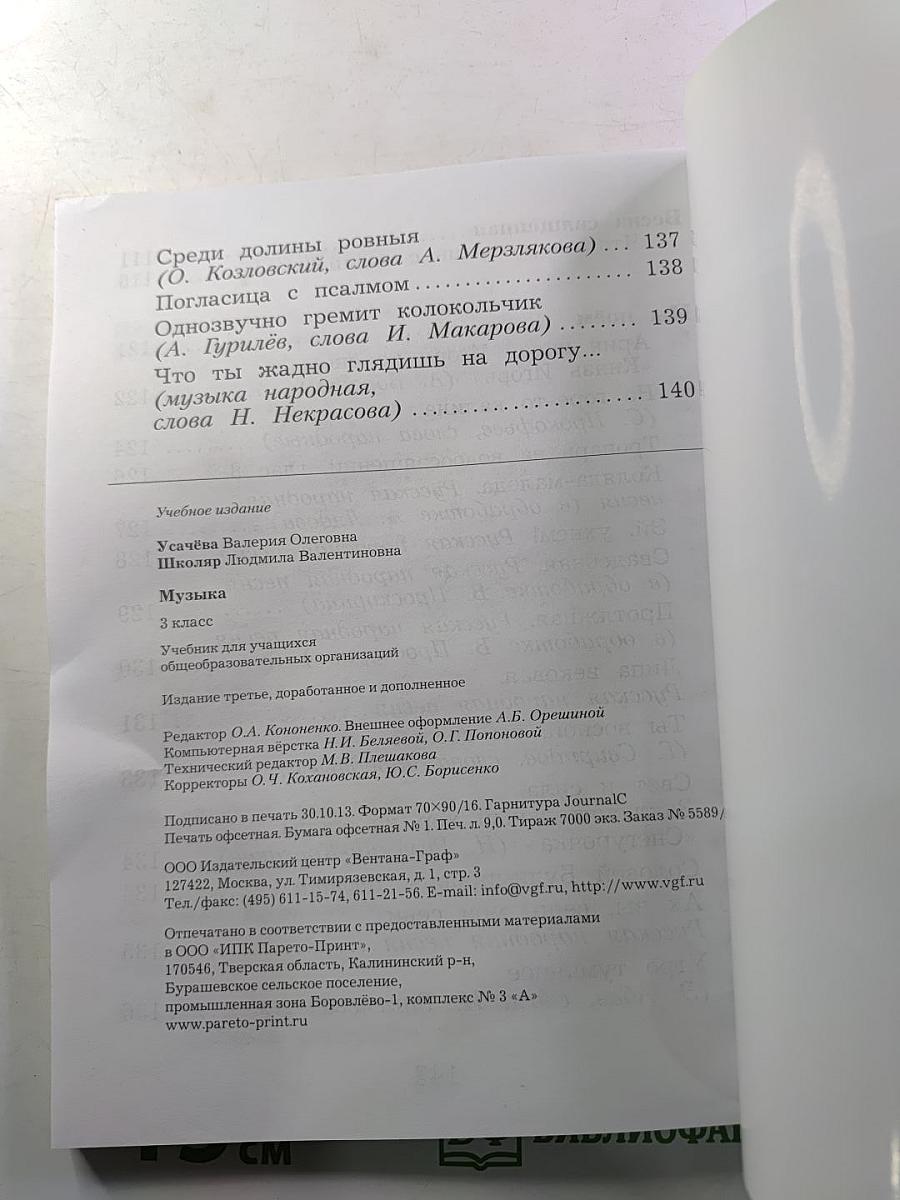 Среди долины ровныя
(О. Козловский, слова А. Мерзлякова) ... 137
Погласица с псалмом ........................ 138
Однозвучно гремит колокольчик
(А. Гурилёв, слова И. Макарова) ........ 139
Что ты жадно глядишь на дорогу...
(музыка народная,
слова Н. Некрасова) ........................ 140
Учебное издание
Усачёва Валерия Олеговна
Школяр Людмила Валентиновна
Музыка
3 класс
Учебник для учащихся
общеобразовательных организаций
Издание третье, доработанное и дополненное
Редактор О.А. Кононенко. Внешнее оформление А.Б. Орешиной
Компьютерная вёрстка Н.И. Беляевой, О.Г. Попоновой
Технический редактор М.В. Плешакова
Корректоры О.Ч. Кохановская, Ю.С. Борисенко
Подписано в печать 30.10.13. Формат 70×90/16. Гарнитура JournalC
Печать офсетная. Бумага офсетная № 1. Печ. л. 9,0. Тираж 7000 экз. Заказ № 5589/
ООО Издательский центр «Вентана-Граф»
127422, Москва, ул. Тимирязевская, д. 1, стр. 3
Тел./факс: (495) 611-15-74, 611-21-56. E-mail: info@vgf.ru, http://www.vgf.ru
Отпечатано в соответствии с предоставленными материалами
в ООО «ИПК Парето-Принт»,
170546, Тверская область, Калининский р-н,
Бурашевское сельское поселение,
промышленная зона Боровлёво-1, комплекс № 3 «А»
www.pareto-print.ru
см